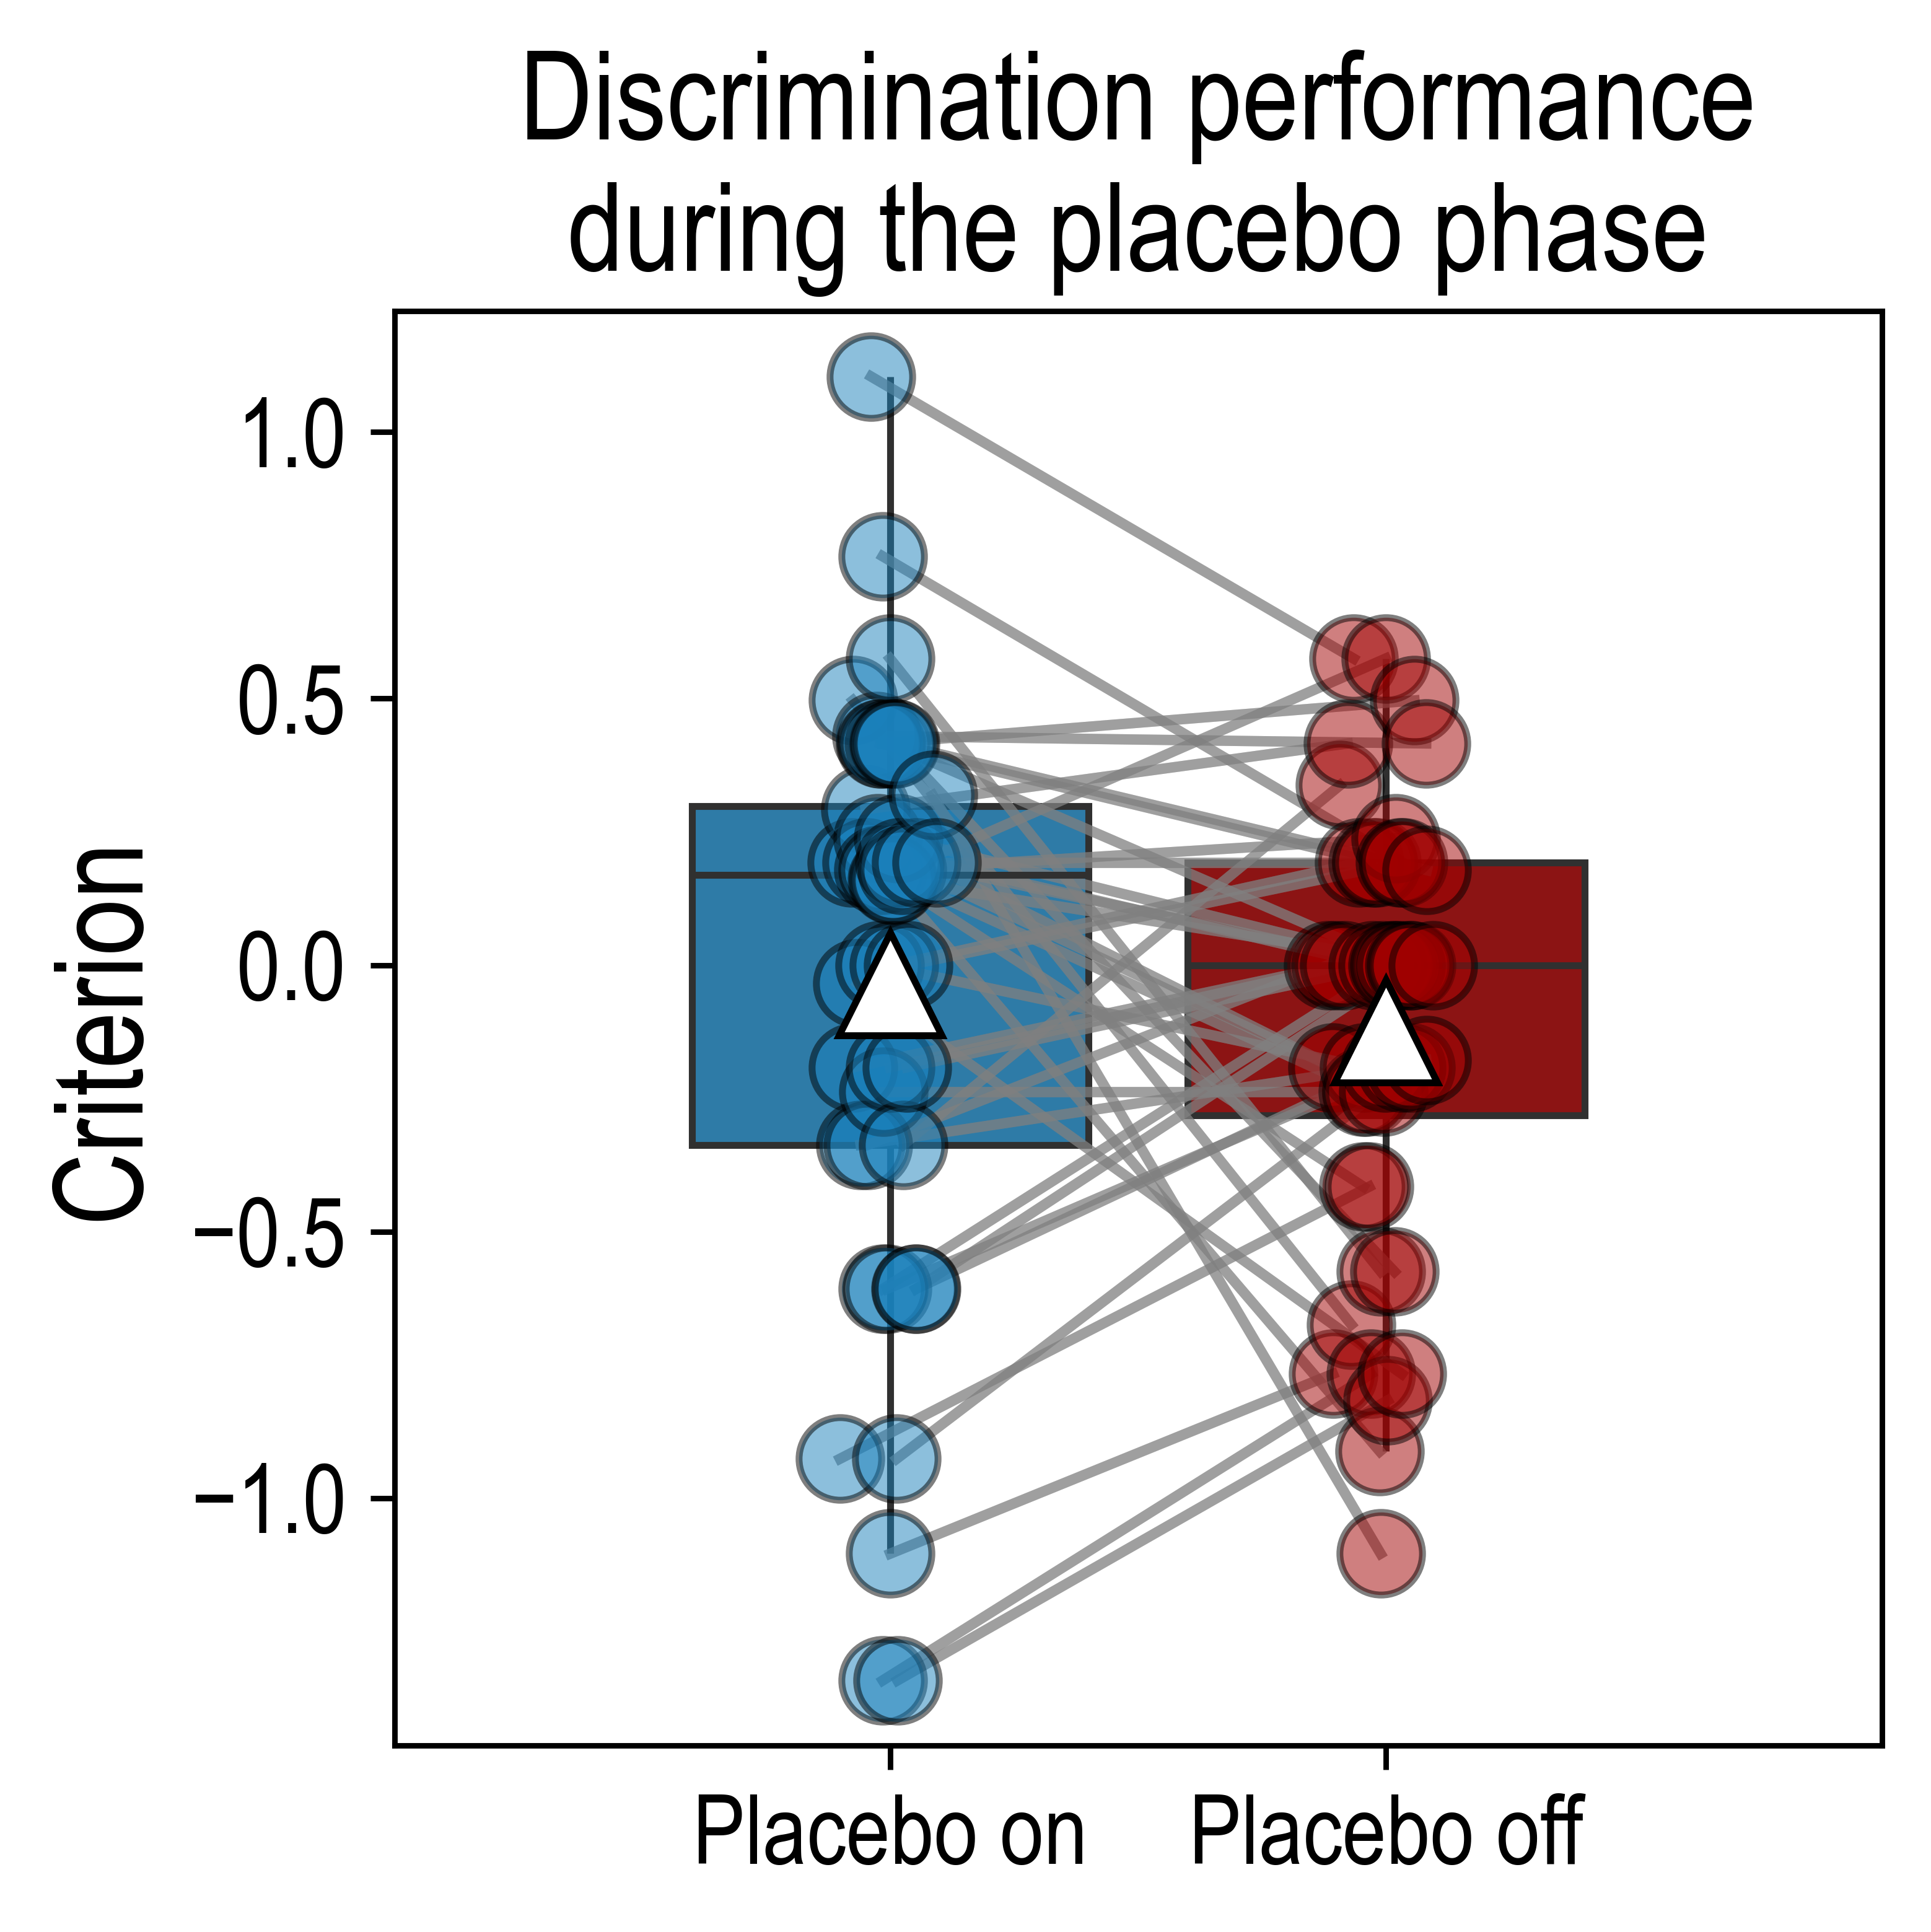 Discrimination performance
during the placebo phase
Criterion
1.0
0.5
0.0
−0.5
−1.0
Placebo on
Placebo off